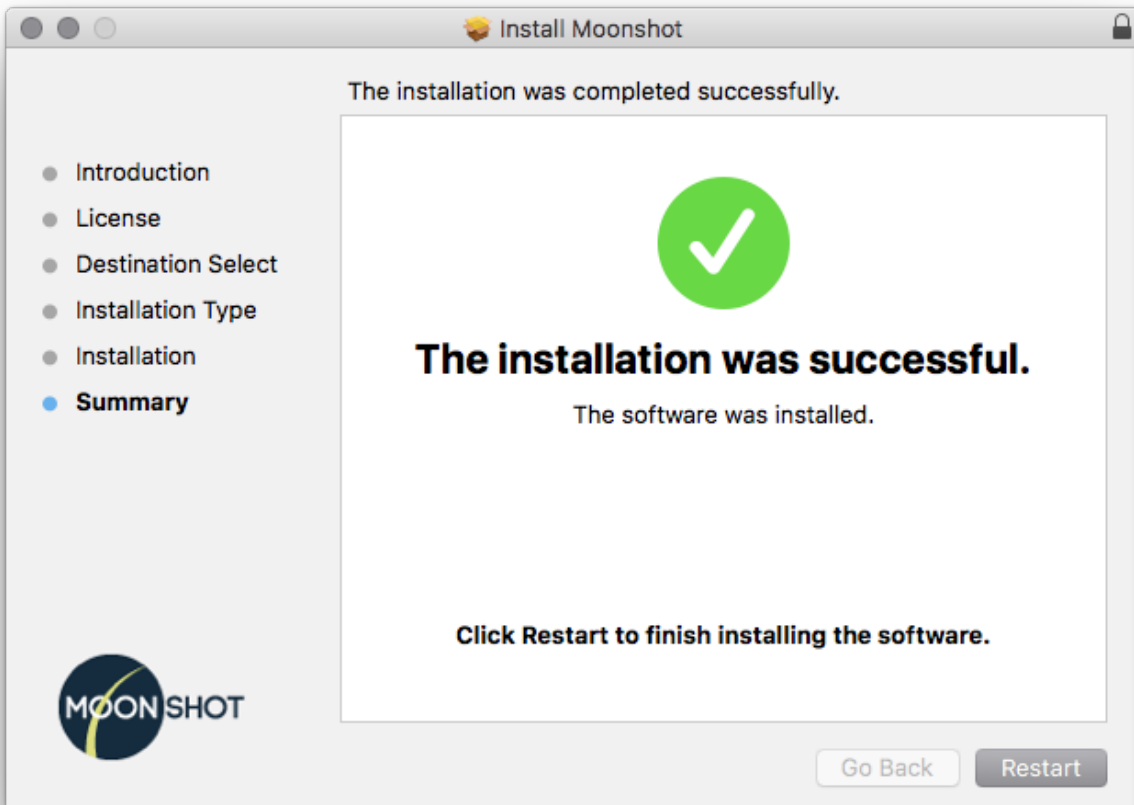 Install Moonshot
The installation was completed successfully.
Introduction
License
Destination Select
Installation Type
Installation
Summary
The installation was successful.
The software was installed.
Click Restart to finish installing the software.
MOONSHOT
Go Back
Restart